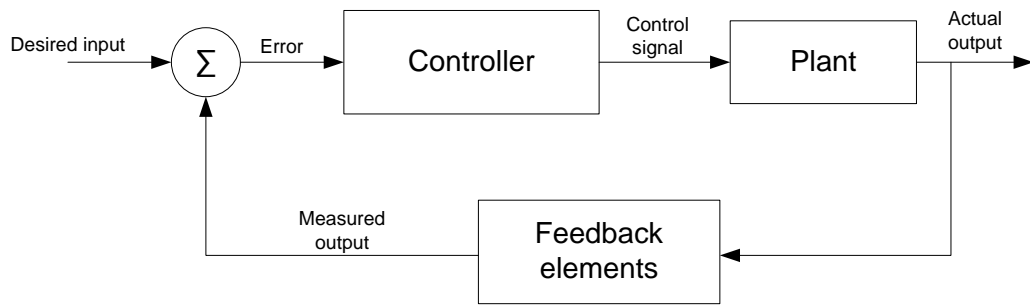 Desired input
Σ
Error
Controller
Control
signal
Plant
Actual
output
Measured
output
Feedback
elements